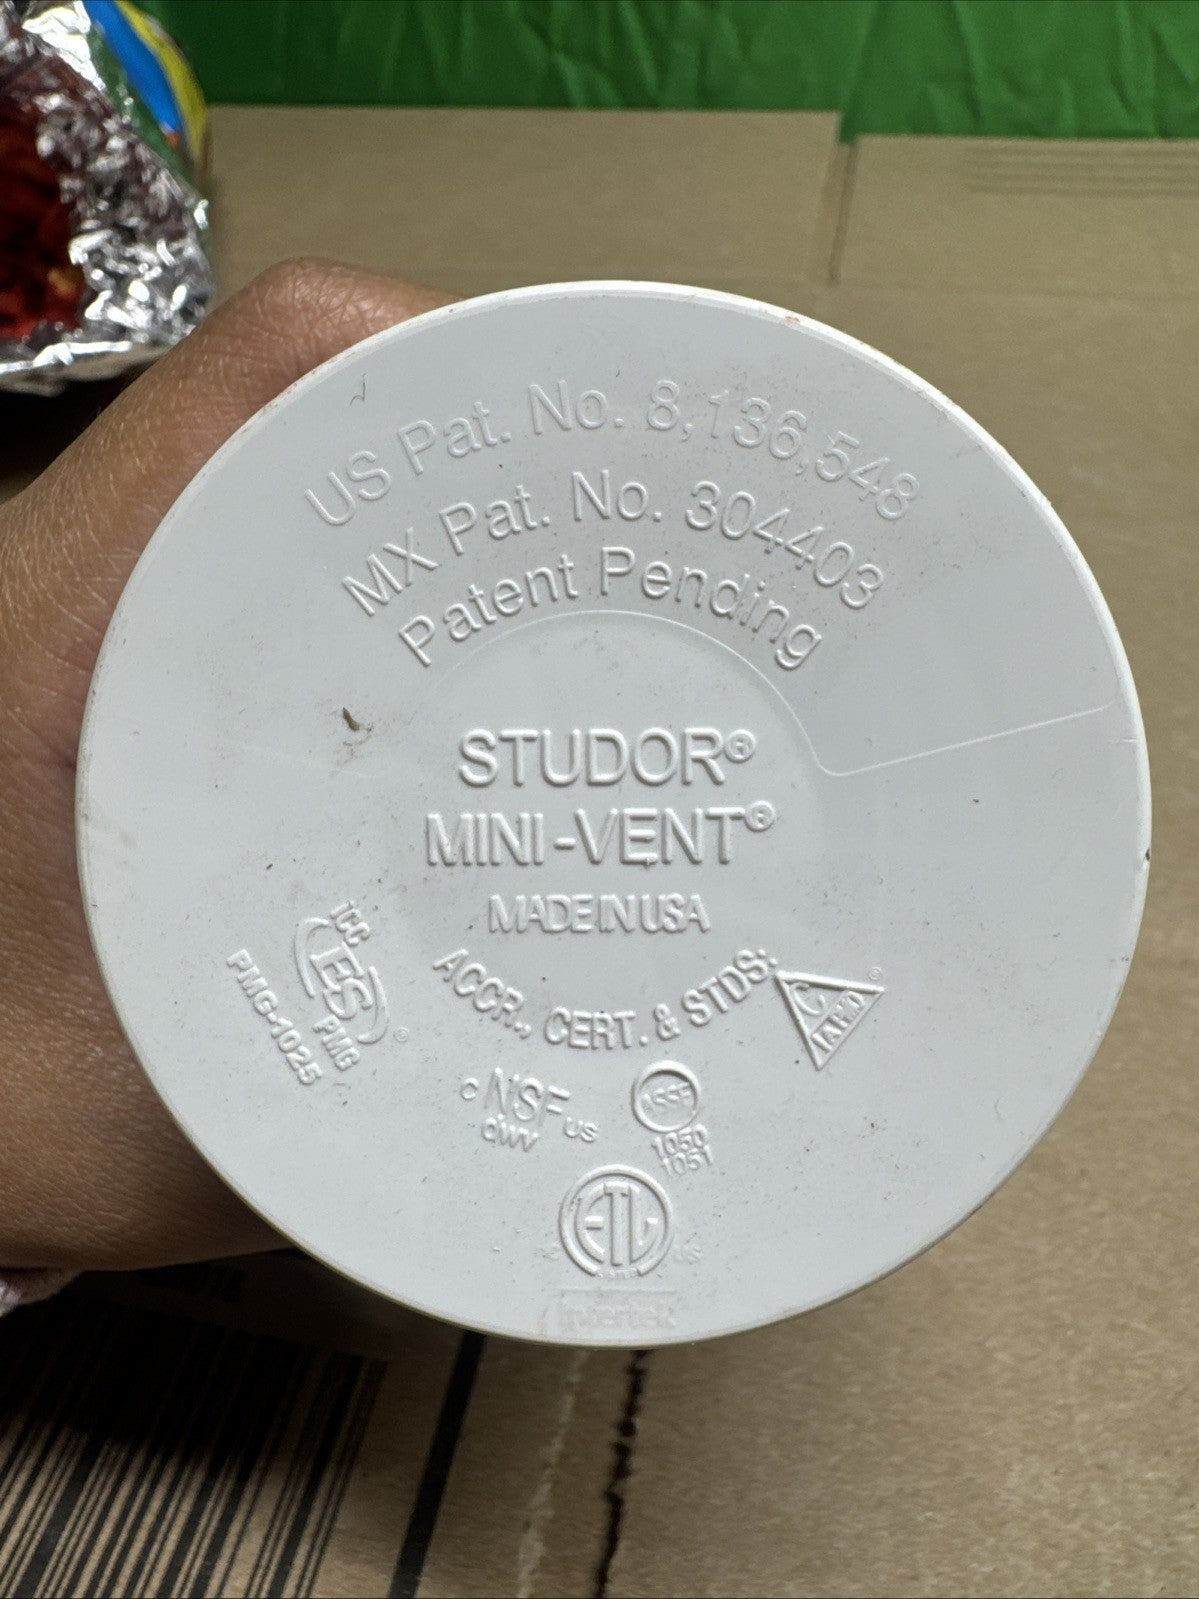 US Pat. No. 8,136,548
MX Pat. No. 304403
Patent Pending
STUDOR®
MINI-VENT®
MADE IN USA
ACCR., CERT. & STDS:
ICC
ES
PMG
®
PMG-1025
C
IAPMO
®
c NSF us
dwv
ASSE
1050
1051
ETL
US
Intertek